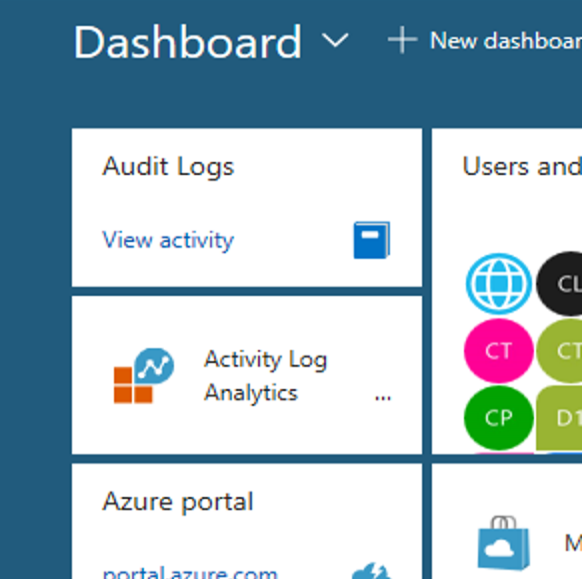 Dashboard
New dashboar
Audit Logs
View activity
Users and
CL
CT
CT
CP
D1
Activity Log
Analytics
...
Azure portal
portal.azure.com
M